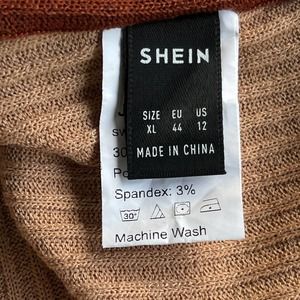 SHEIN
SIZE EU US
XL 44 12
MADE IN CHINA
Spandex: 3%
30°
Machine Wash